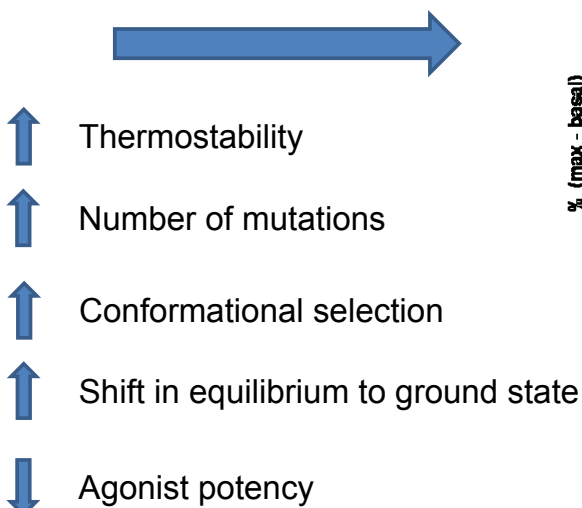 Thermostability
% (max - basal)
Number of mutations
Conformational selection
Shift in equilibrium to ground state
Agonist potency